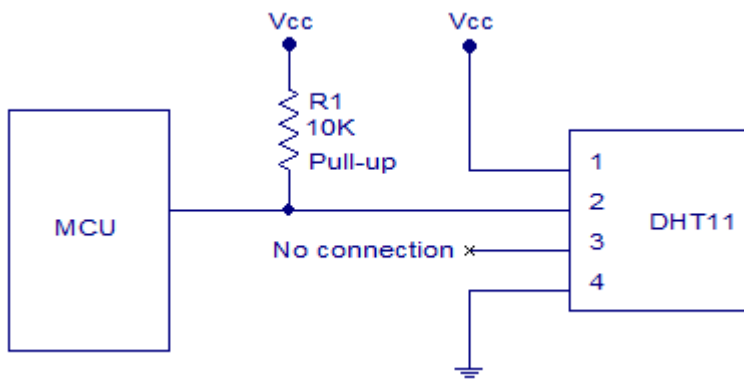 Vcc
Vcc
R1
10K
Pull-up
MCU
No connection
1
2
3
4
DHT11